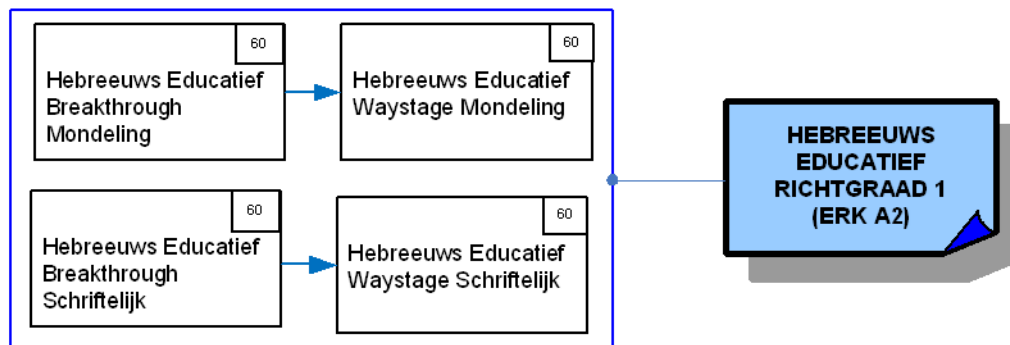 60
Hebreeuws Educatief
Breakthrough
Mondeling
60
Hebreeuws Educatief
Waystage Mondeling
60
Hebreeuws Educatief
Breakthrough
Schriftelijk
60
Hebreeuws Educatief
Waystage Schriftelijk
HEBREEUWS
EDUCATIEF
RICHTGRAAD 1
(ERK A2)